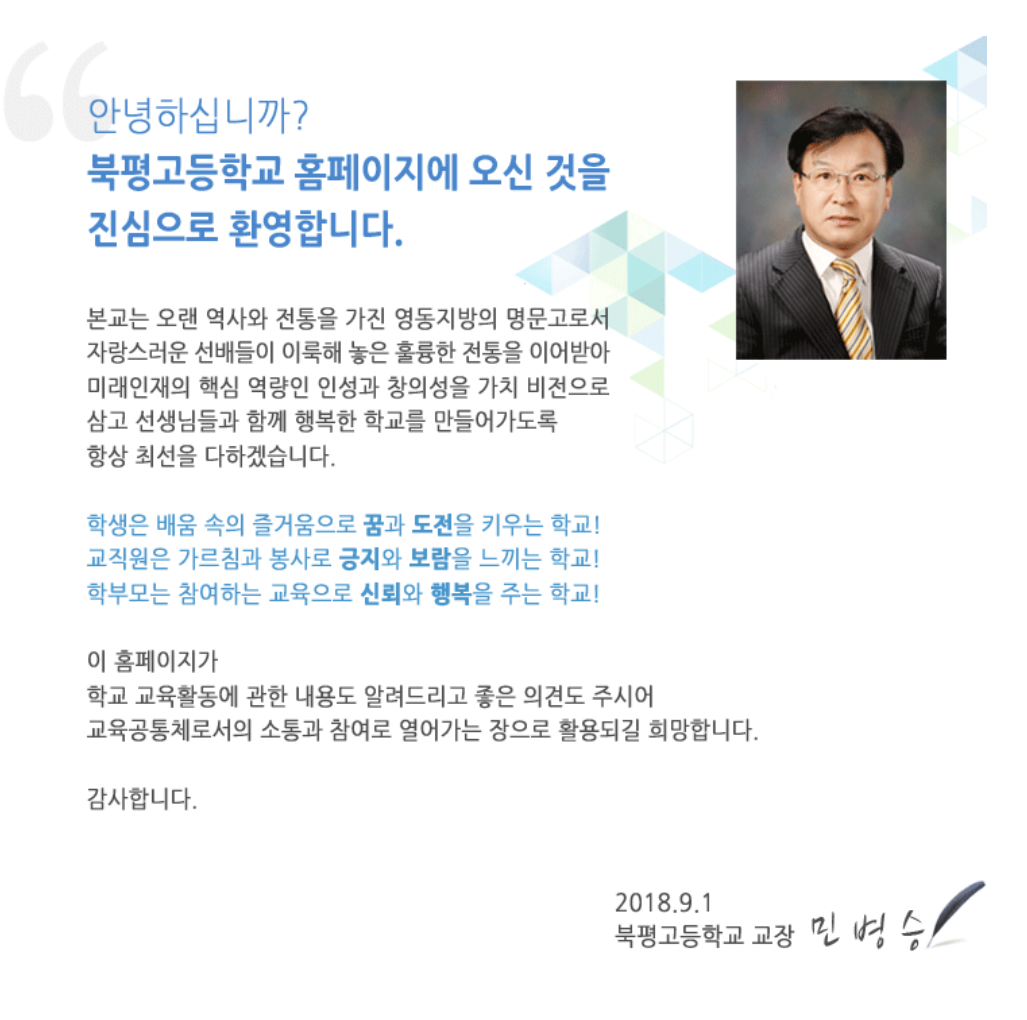 안녕하십니까?
북평고등학교 홈페이지에 오신 것을
진심으로 환영합니다.
본교는 오랜 역사와 전통을 가진 영동지방의 명문고로서
자랑스러운 선배들이 이룩해 놓은 훌륭한 전통을 이어받아
미래인재의 핵심 역량인 인성과 창의성을 가치 비전으로
삼고 선생님들과 함께 행복한 학교를 만들어가도록
항상 최선을 다하겠습니다.
학생은 배움 속의 즐거움으로 꿈과 도전을 키우는 학교!
교직원은 가르침과 봉사로 긍지와 보람을 느끼는 학교!
학부모는 참여하는 교육으로 신뢰와 행복을 주는 학교!
이 홈페이지가
학교 교육활동에 관한 내용도 알려드리고 좋은 의견도 주시어
교육공통체로서의 소통과 참여로 열어가는 장으로 활용되길 희망합니다.
감사합니다.
2018.9.1
북평고등학교 교장 민병승